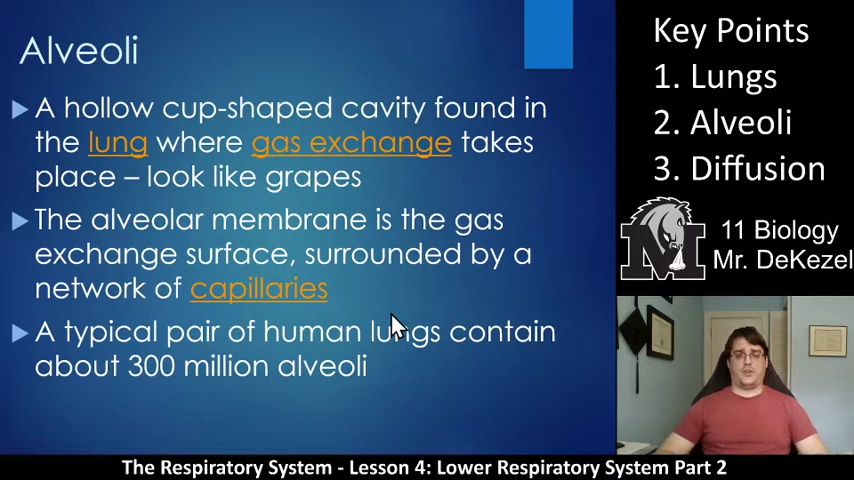 Alveoli
A hollow cup-shaped cavity found in
the lung where gas exchange takes
place – look like grapes
The alveolar membrane is the gas
exchange surface, surrounded by a
network of capillaries
A typical pair of human lungs contain
about 300 million alveoli
Key Points
1. Lungs
2. Alveoli
3. Diffusion
M
11 Biology
Mr. DeKezel
The Respiratory System - Lesson 4: Lower Respiratory System Part 2